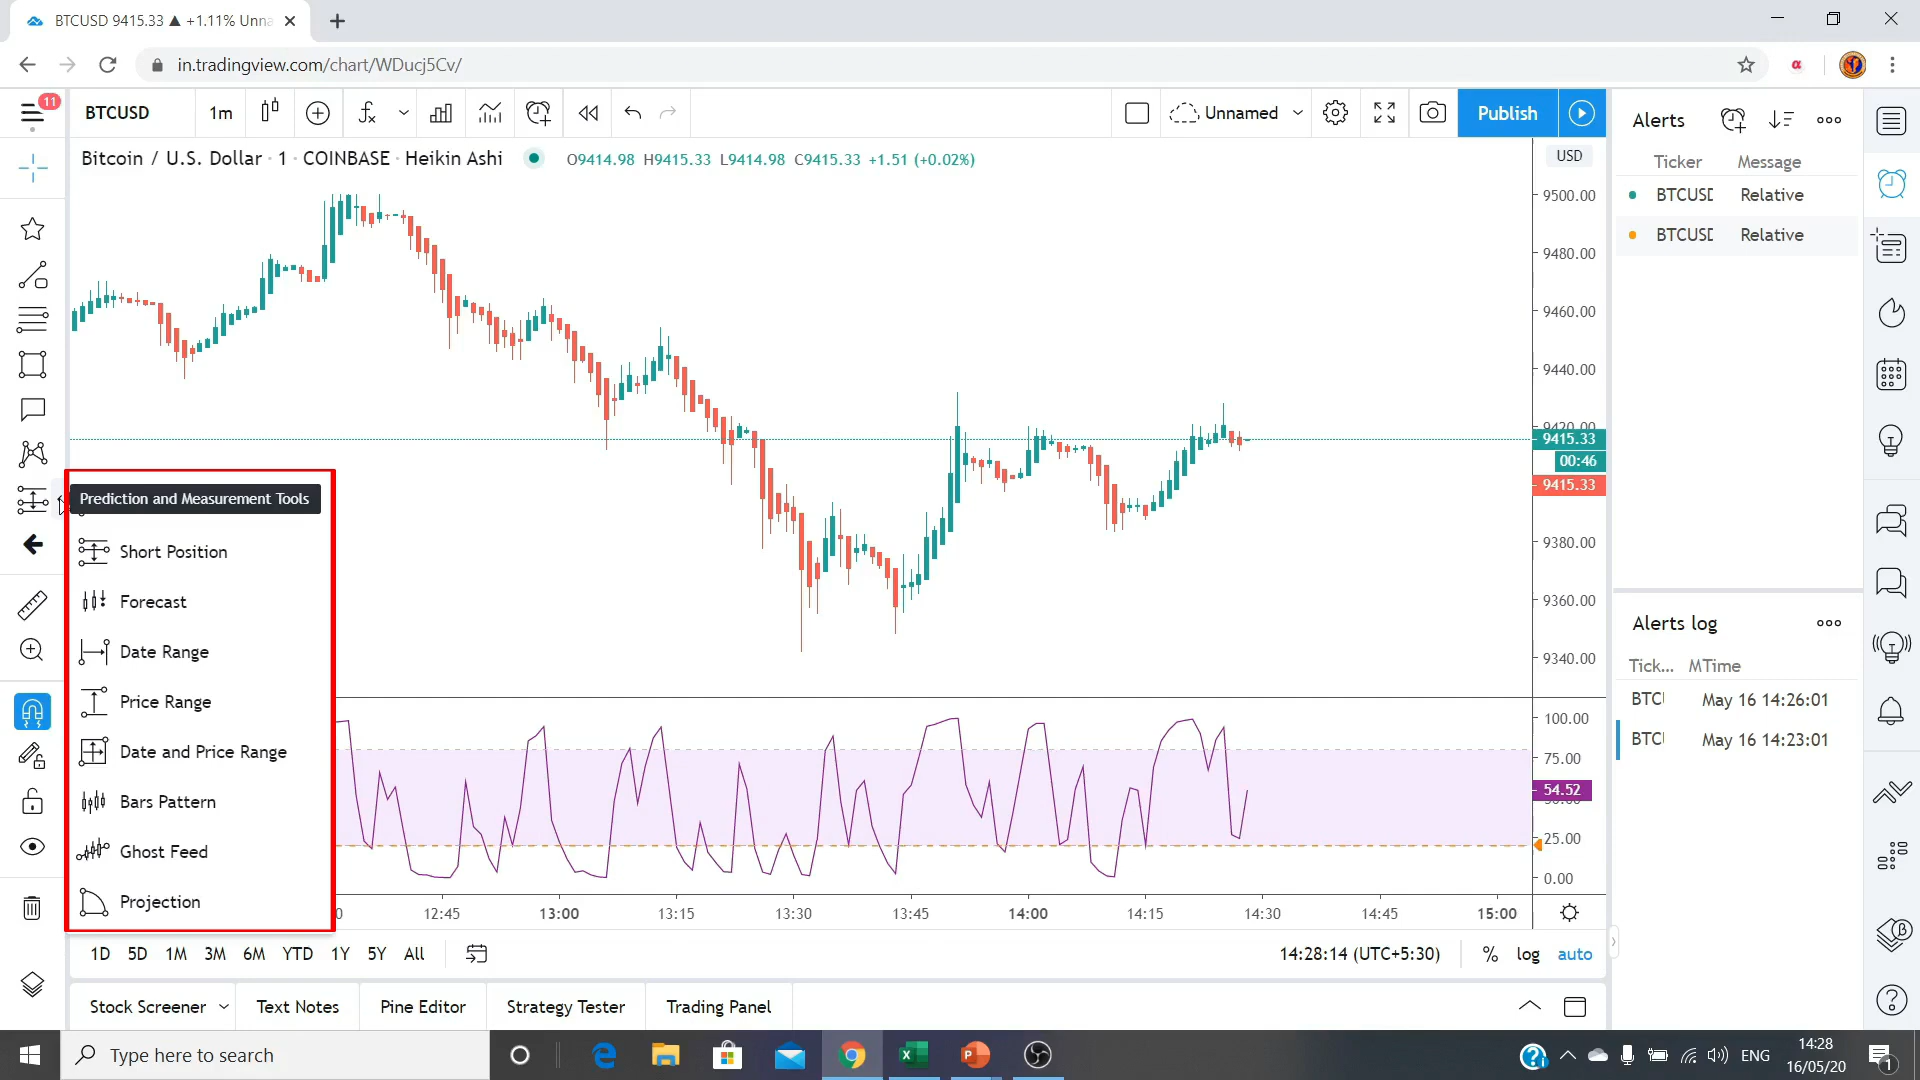 BTCUSD 9415.33 ▲ +1.11% Unna
in.tradingview.com/chart/WDucj5Cv/
α
11
BTCUSD
1m
Unnamed
Publish
Bitcoin / U.S. Dollar · 1 · COINBASE · Heikin Ashi
O9414.98 H9415.33 L9414.98 C9415.33 +1.51 (+0.02%)
USD
9500.00
9480.00
9460.00
9440.00
9420.00
9415.33
00:46
9415.33
9380.00
9360.00
9340.00
Prediction and Measurement Tools
Short Position
Forecast
Date Range
Price Range
Date and Price Range
Bars Pattern
Ghost Feed
Projection
100.00
75.00
54.52
25.00
0.00
0 12:45 13:00 13:15 13:30 13:45 14:00 14:15 14:30 14:45 15:00
1D 5D 1M 3M 6M YTD 1Y 5Y All
14:28:14 (UTC+5:30) % log auto
Stock Screener Text Notes Pine Editor Strategy Tester Trading Panel
Alerts
Ticker Message
BTCUSD Relative
BTCUSD Relative
Alerts log
Tick... MTime
BTCU May 16 14:26:01
BTCU May 16 14:23:01
Type here to search
ENG
14:28
16/05/20
1